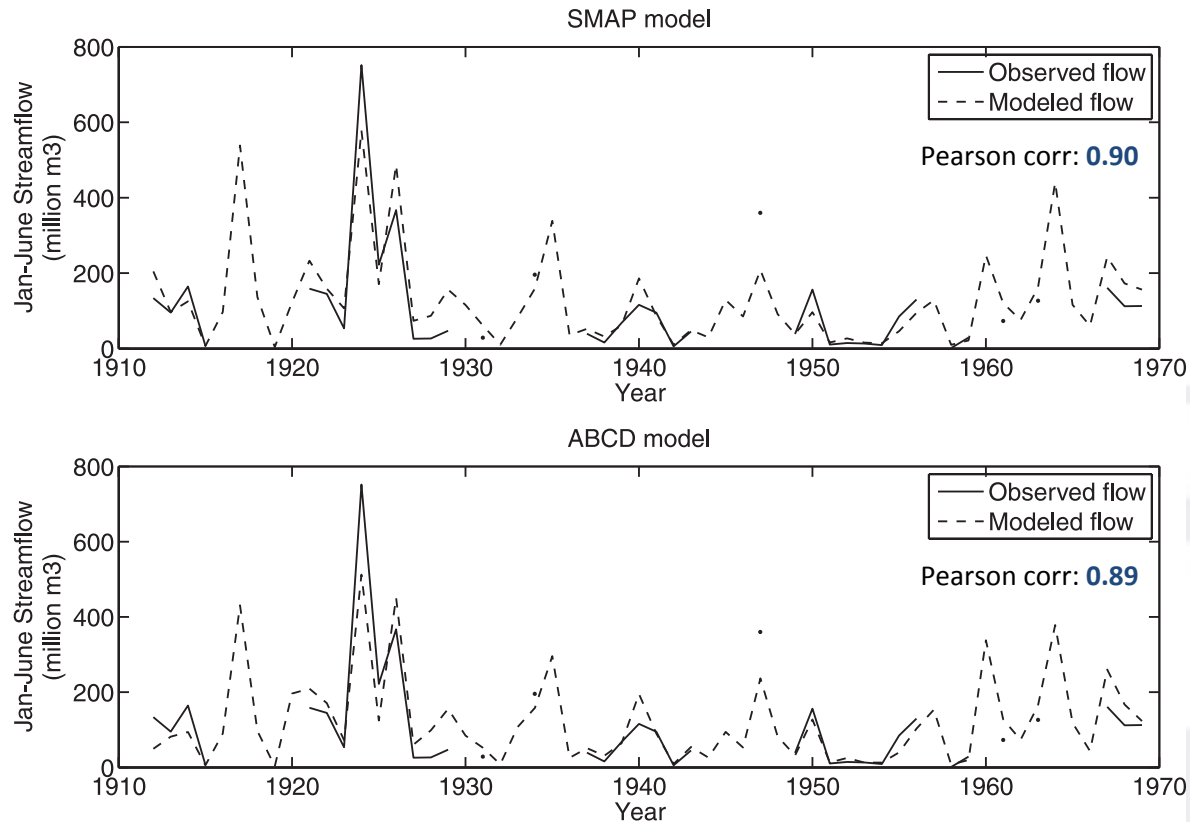 SMAP model
800
600
400
200
0
Jan-June Streamflow
(million m3)
Observed flow
Modeled flow
Pearson corr: 0.90
1910 1920 1930 1940 1950 1960 1970
Year
ABCD model
800
600
400
200
0
Jan-June Streamflow
(million m3)
Observed flow
Modeled flow
Pearson corr: 0.89
1910 1920 1930 1940 1950 1960 1970
Year